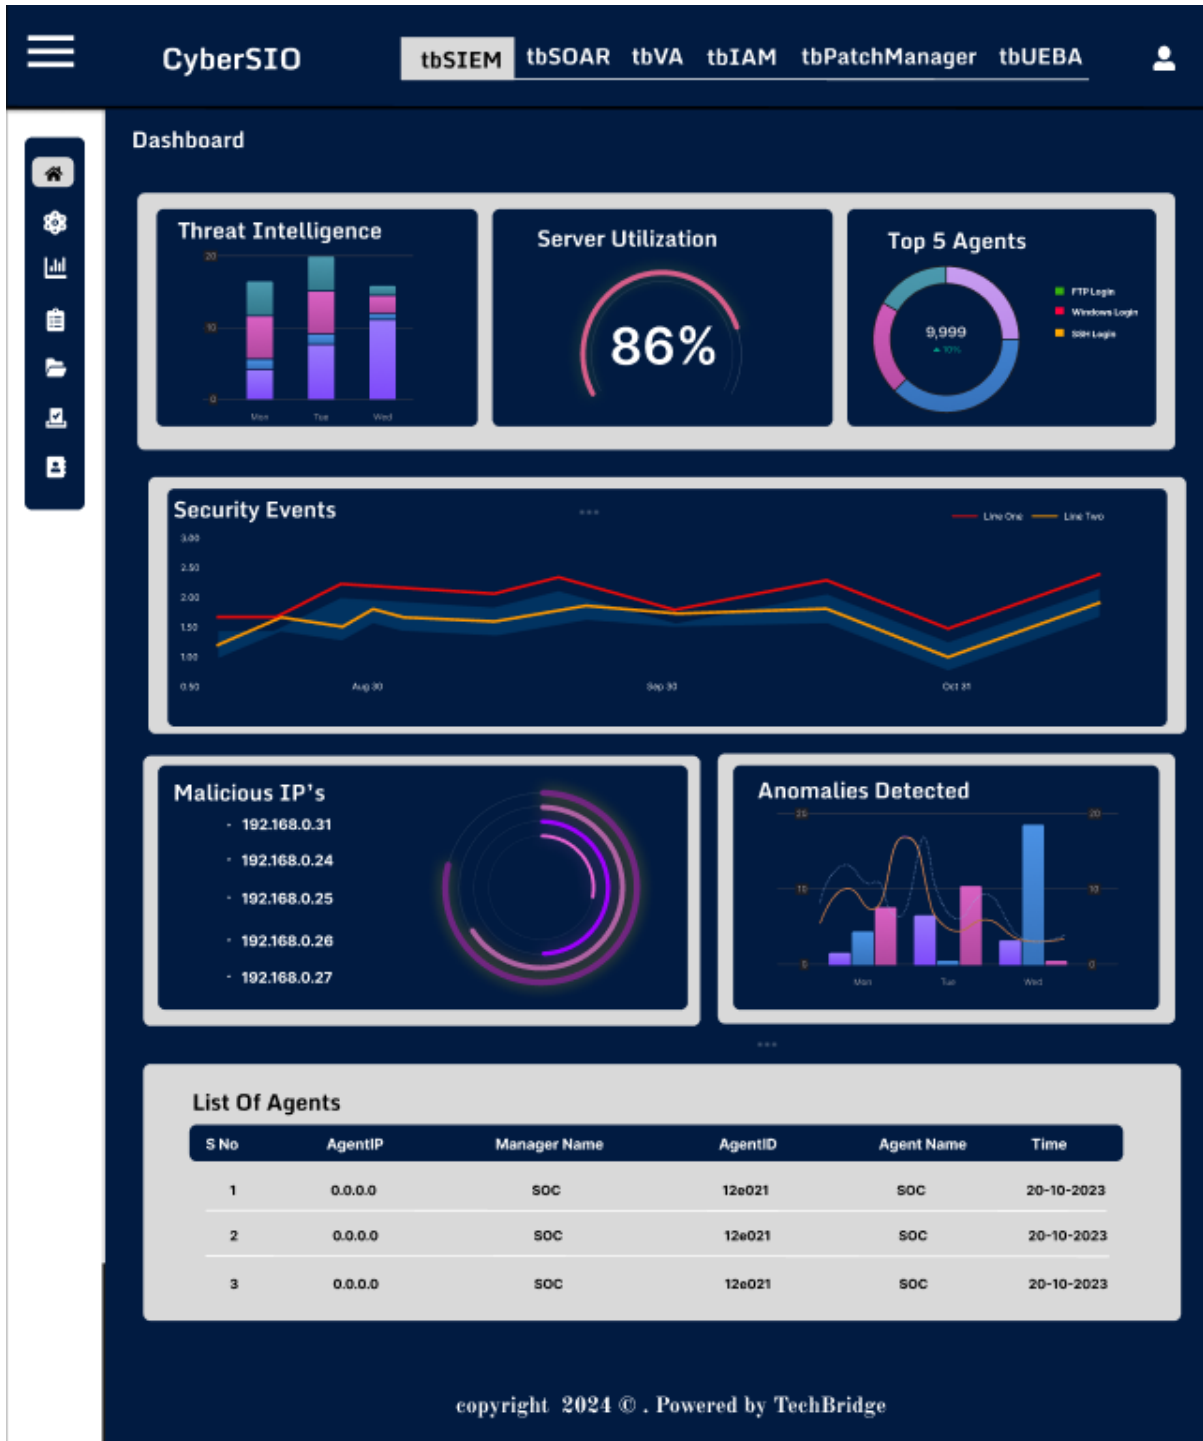 CyberSIO tbSIEM tbSOAR tbVA tbIAM tbPatchManager tbUEBA
Dashboard
Threat Intelligence
20
10
0
Mon Tue Wed
Server Utilization
86%
Top 5 Agents
9,999
▲ 10%
FTP Login
Windows Login
SSH Login
Security Events
Line One Line Two
3.00
2.50
2.00
1.50
1.00
0.50
Aug 30 Sep 30 Oct 31
Malicious IP's
- 192.168.0.31
- 192.168.0.24
- 192.168.0.25
- 192.168.0.26
- 192.168.0.27
Anomalies Detected
20
10 10
0 0
Mon Tue Wed
List Of Agents
S No AgentIP Manager Name AgentID Agent Name Time
1 0.0.0.0 SOC 12e021 SOC 20-10-2023
2 0.0.0.0 SOC 12e021 SOC 20-10-2023
3 0.0.0.0 SOC 12e021 SOC 20-10-2023
copyright 2024 © . Powered by TechBridge